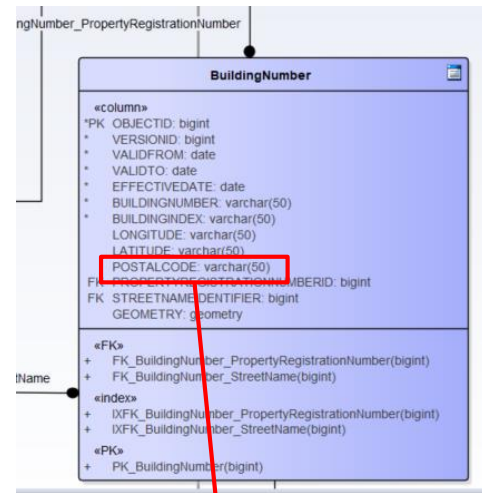 ngNumber_PropertyRegistrationNumber
BuildingNumber
«column»
*PK OBJECTID: bigint
* VERSIONID: bigint
* VALIDFROM: date
* VALIDTO: date
* EFFECTIVEDATE: date
* BUILDINGNUMBER: varchar(50)
* BUILDINGINDEX: varchar(50)
LONGITUDE: varchar(50)
LATITUDE: varchar(50)
POSTALCODE: varchar(50)
FK PROPERTYREGISTRATIONNUMBERID: bigint
FK STREETNAMEIDENTIFIER: bigint
GEOMETRY: geometry
«FK»
+ FK_BuildingNumber_PropertyRegistrationNumber(bigint)
+ FK_BuildingNumber_StreetName(bigint)
«index»
+ IXFK_BuildingNumber_PropertyRegistrationNumber(bigint)
+ IXFK_BuildingNumber_StreetName(bigint)
«PK»
+ PK_BuildingNumber(bigint)
tName